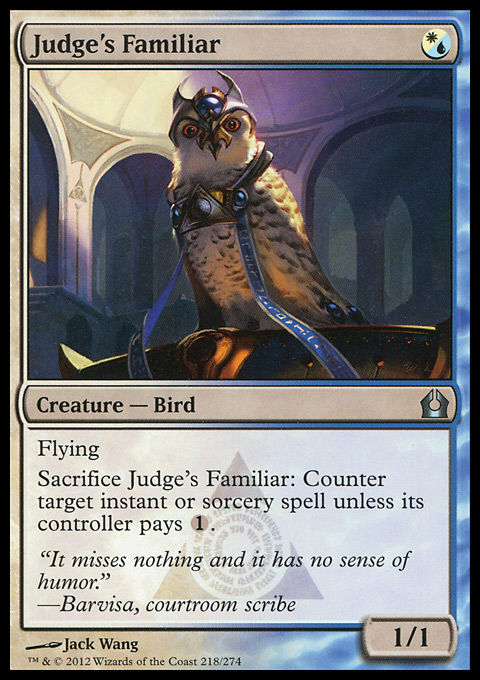 Judge's Familiar
Creature — Bird
Flying
Sacrifice Judge's Familiar: Counter
target instant or sorcery spell unless its
controller pays 1.
"It misses nothing and it has no sense of
humor."
—Barvisa, courtroom scribe
1/1
Jack Wang
™ & © 2012 Wizards of the Coast 218/274